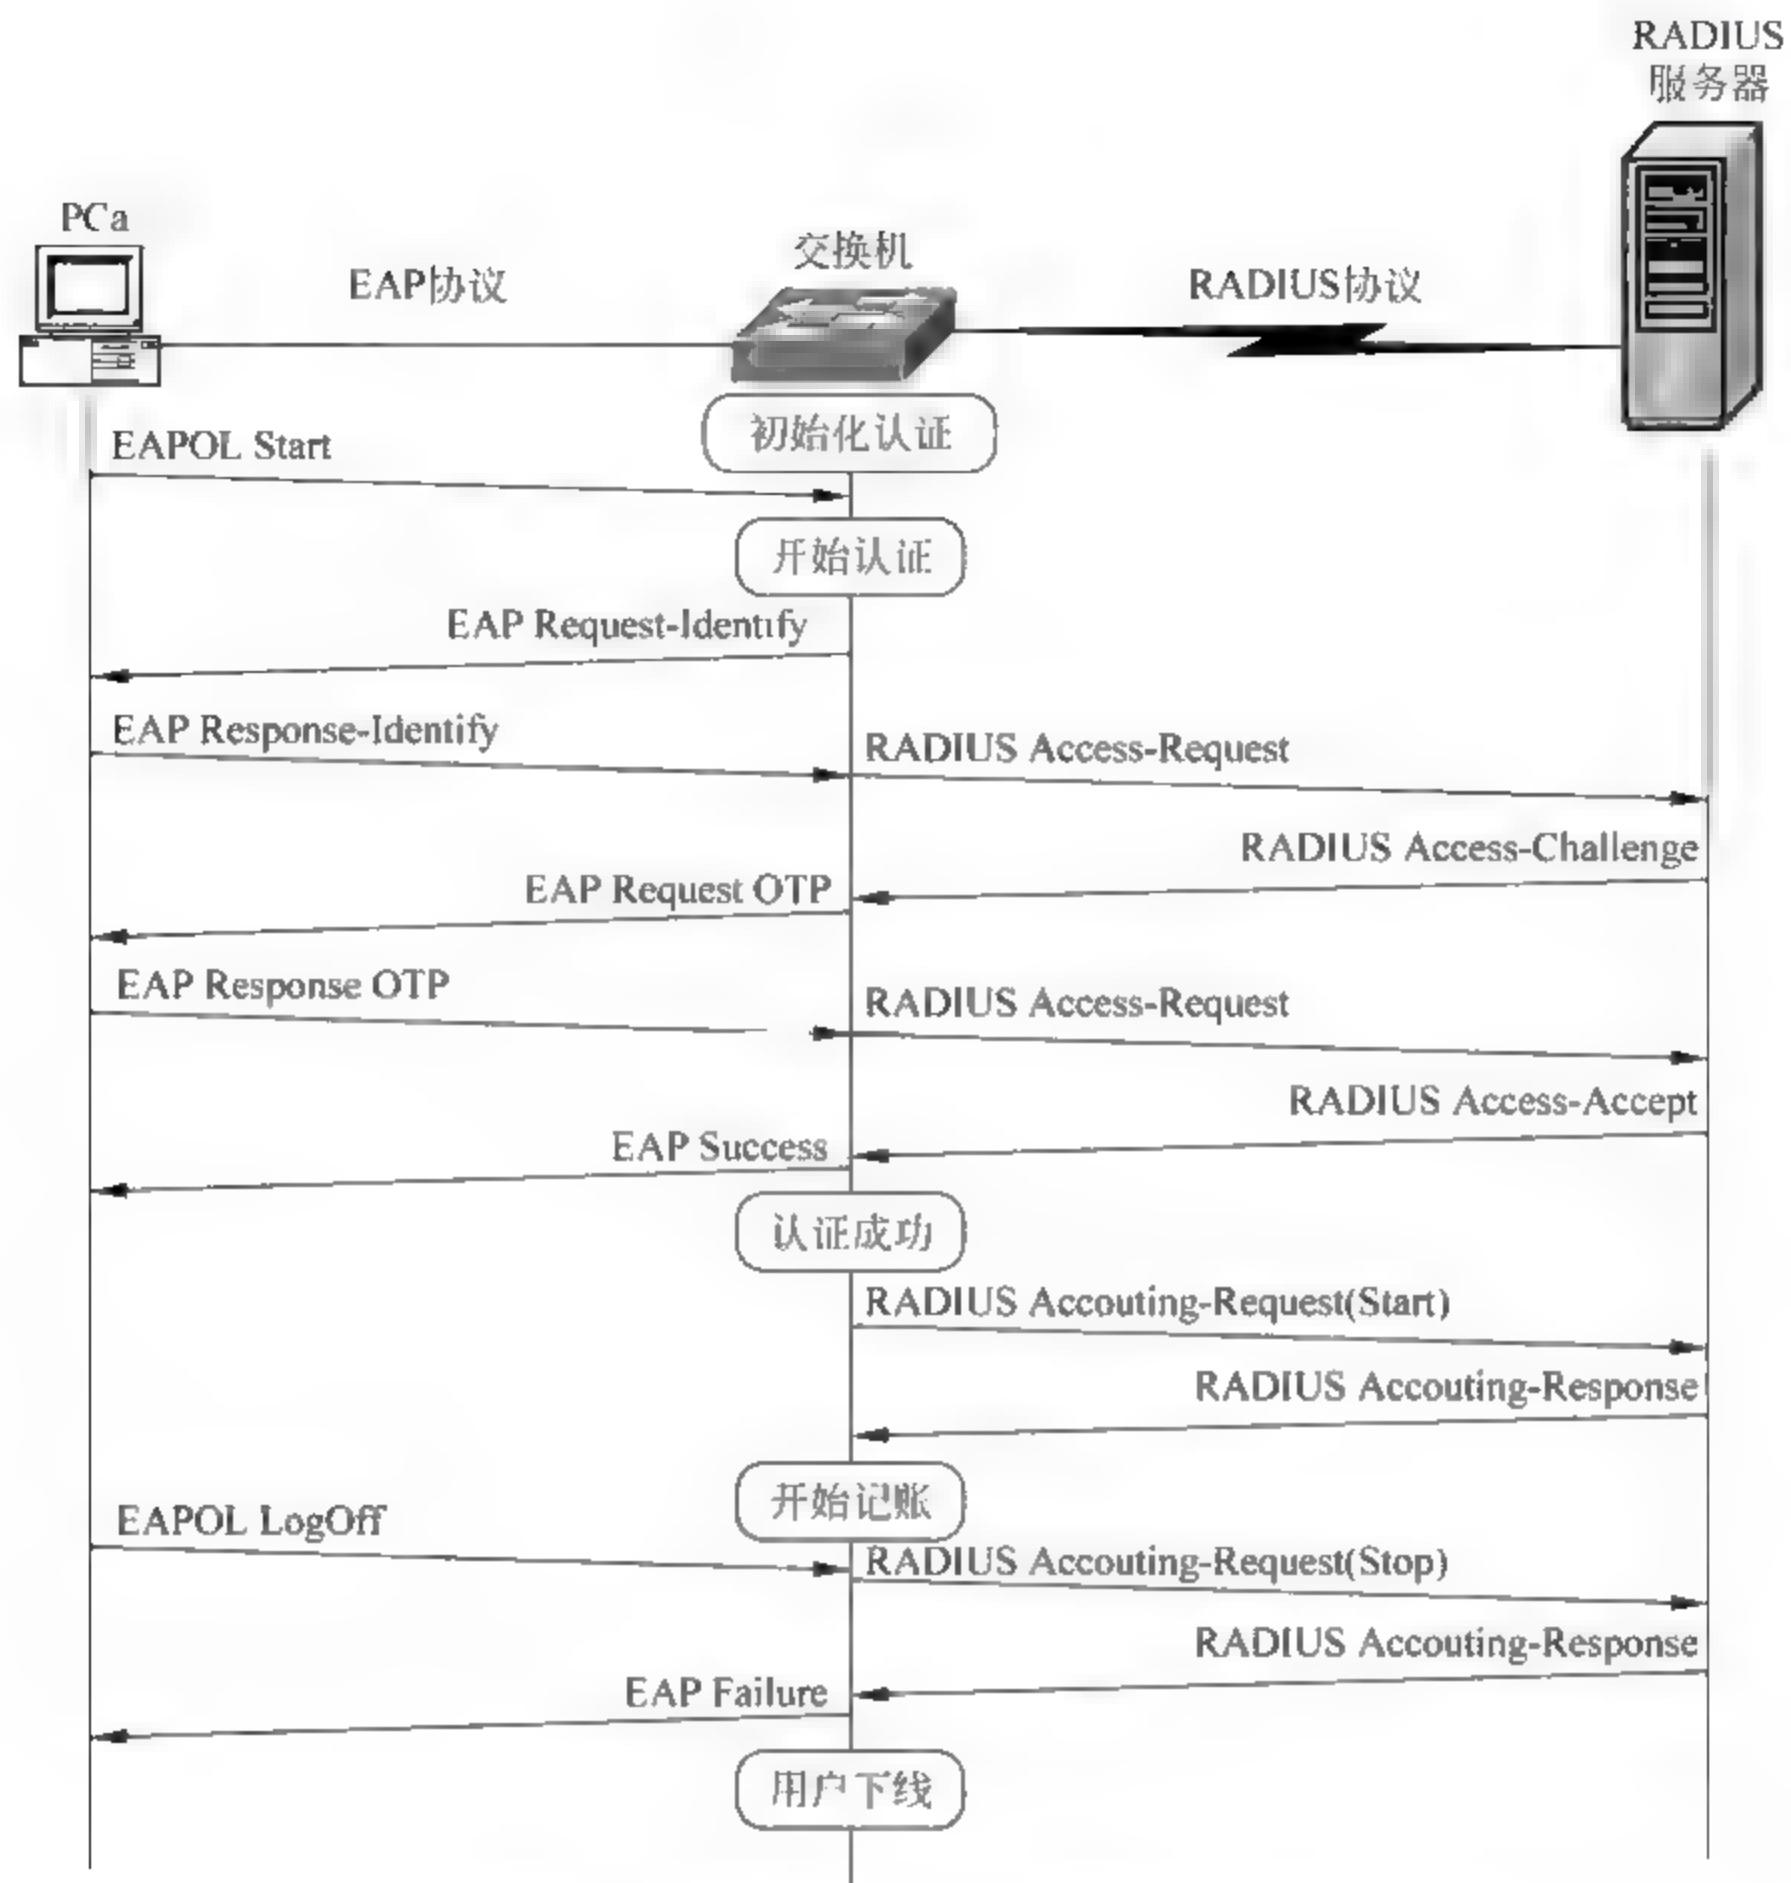 RADIUS
服务器
PCa
交换机
EAP协议
RADIUS协议
初始化认证
EAPOL Start
开始认证
EAP Request-Identify
EAP Response-Identify
RADIUS Access-Request
RADIUS Access-Challenge
EAP Request OTP
EAP Response OTP
RADIUS Access-Request
RADIUS Access-Accept
EAP Success
认证成功
RADIUS Accouting-Request(Start)
RADIUS Accouting-Response
开始记账
EAPOL LogOff
RADIUS Accouting-Request(Stop)
RADIUS Accouting-Response
EAP Failure
用户下线